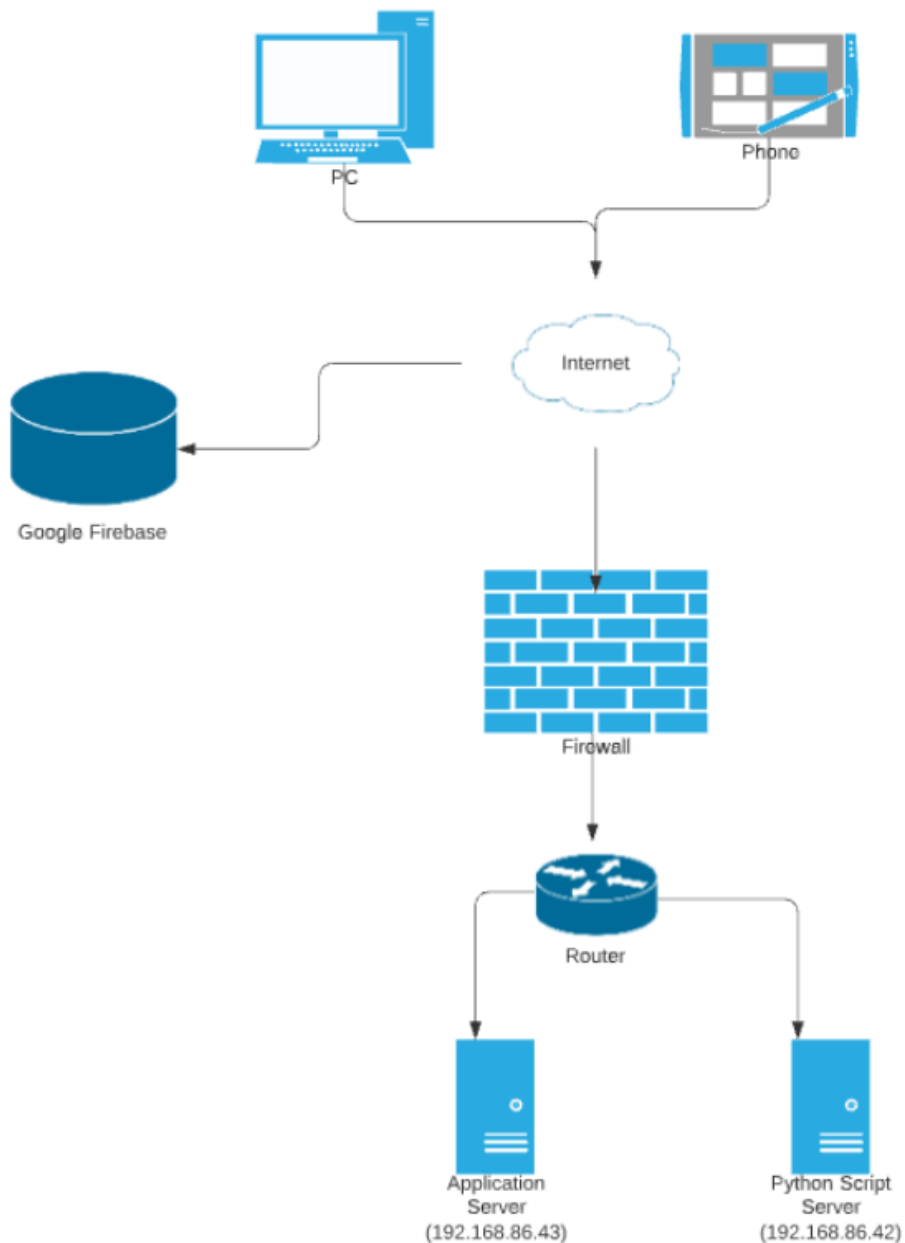 PC
Phone
Internet
Google Firebase
Firewall
Router
Application
Server
(192.168.86.43)
Python Script
Server
(192.168.86.42)